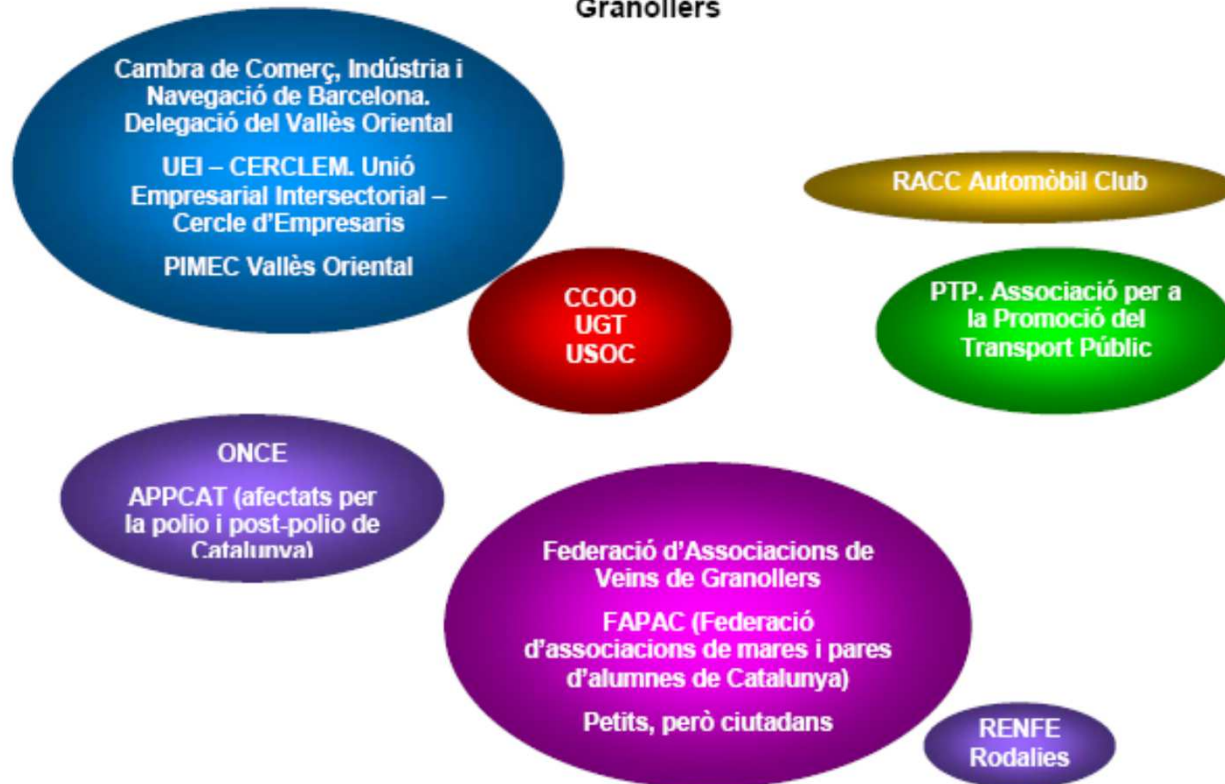 Granollers
Cambra de Comerç, Indústria i
Navegació de Barcelona.
Delegació del Vallès Oriental
UEI – CERCLEM. Unió
Empresarial Intersectorial –
Cercle d'Empresaris
PIMEC Vallès Oriental
RACC Automòbil Club
CCOO
UGT
USOC
PTP. Associació per a
la Promoció del
Transport Públic
ONCE
APPCAT (afectats per
la polio i post-polio de
Catalunya)
Federació d'Associacions de
Veins de Granollers
FAPAC (Federació
d'associacions de mares i pares
d'alumnes de Catalunya)
Petits, però ciutadans
RENFE
Rodalies